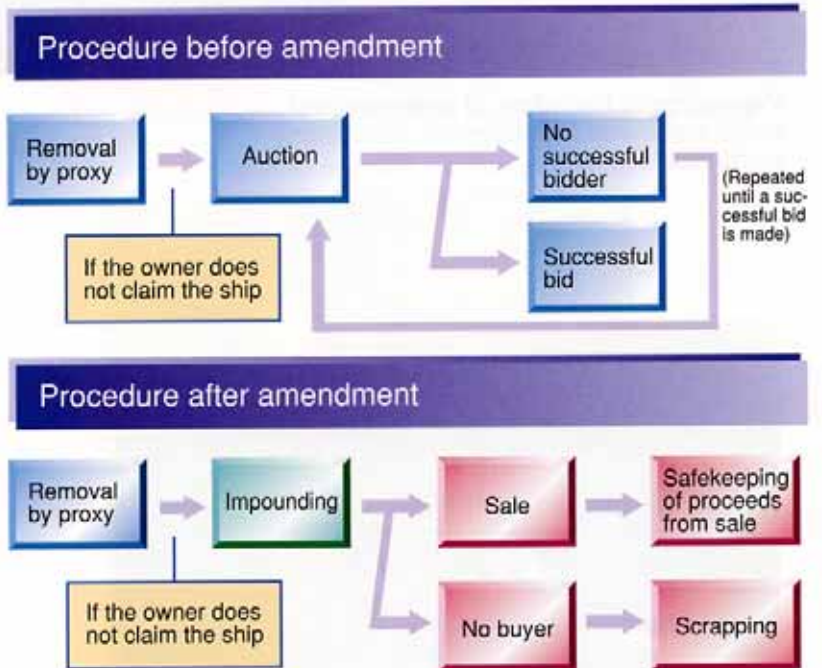 Procedure before amendment
Removal
by proxy
Auction
No
successful
bidder
(Repeated
until a suc-
cessful bid
is made)
If the owner does
not claim the ship
Successful
bid
Procedure after amendment
Removal
by proxy
Impounding
Sale
Safekeeping
of proceeds
from sale
If the owner does
not claim the ship
No buyer
Scrapping